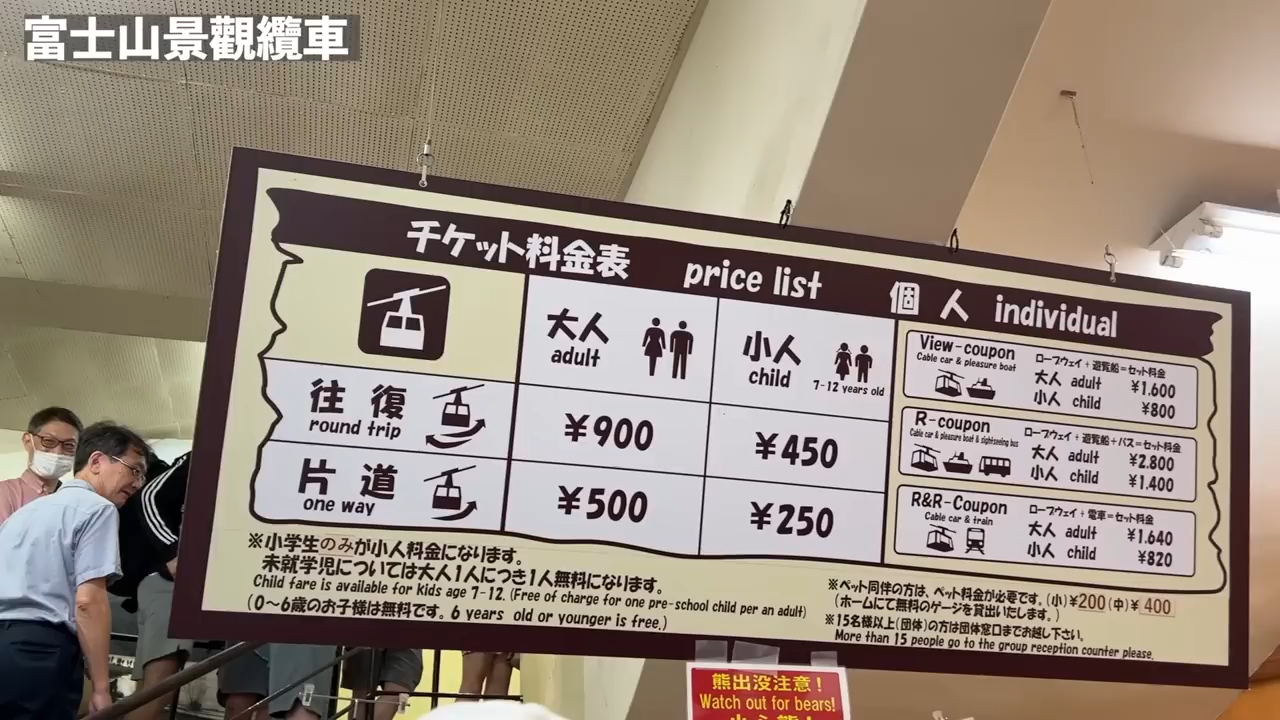 富士山景觀纜車
チケット料金表 price list 個人 individual
大人
adult
小人
child
7-12 years old
往復
round trip
¥900
¥450
片道
one way
¥500
¥250
View-coupon
Cable car & pleasure boat
ロープウェイ+遊覧船=セット料金
大人 adult ¥1.600
小人 child ¥800
R-coupon
Cable car & pleasure boat & sightseeing bus
ロープウェイ+遊覧船+バス=セット料金
大人 adult ¥2.800
小人 child ¥1.400
R&R-Coupon
Cable car & train
ロープウェイ+電車=セット料金
大人 adult ¥1.640
小人 child ¥820
※小学生のみが小人料金になります。
未就学児については大人1人につき1人無料になります。
Child fare is available for kids age 7-12. (Free of charge for one pre-school child per an adult)
(0~6歳のお子様は無料です。6 years old or younger is free.)
※ペット同伴の方は、ペット料金が必要です。(小)¥200(中)¥400
(ホームにて無料のゲージを貸出いたします。)
※15名様以上(団体)の方は団体窓口までお越し下さい。
More than 15 people go to the group reception counter please.
熊出没注意!
Watch out for bears!